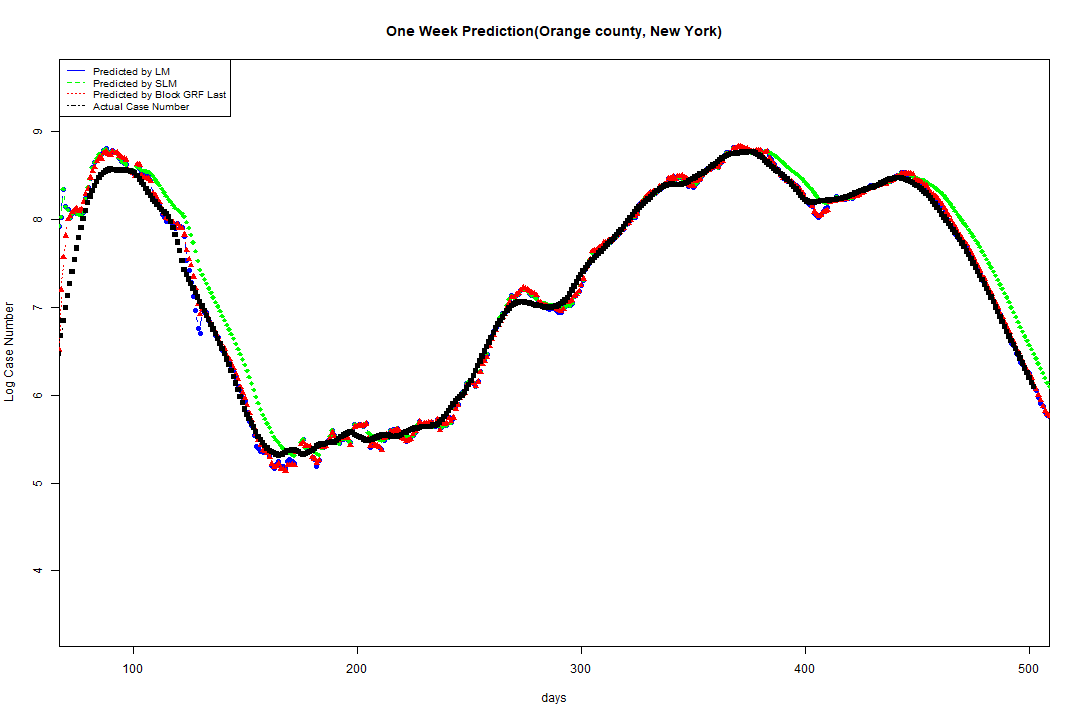 One Week Prediction(Orange county, New York)
Predicted by LM
Predicted by SLM
Predicted by Block GRF Last
Actual Case Number
Log Case Number
9
8
7
6
5
4
100 200 300 400 500
days